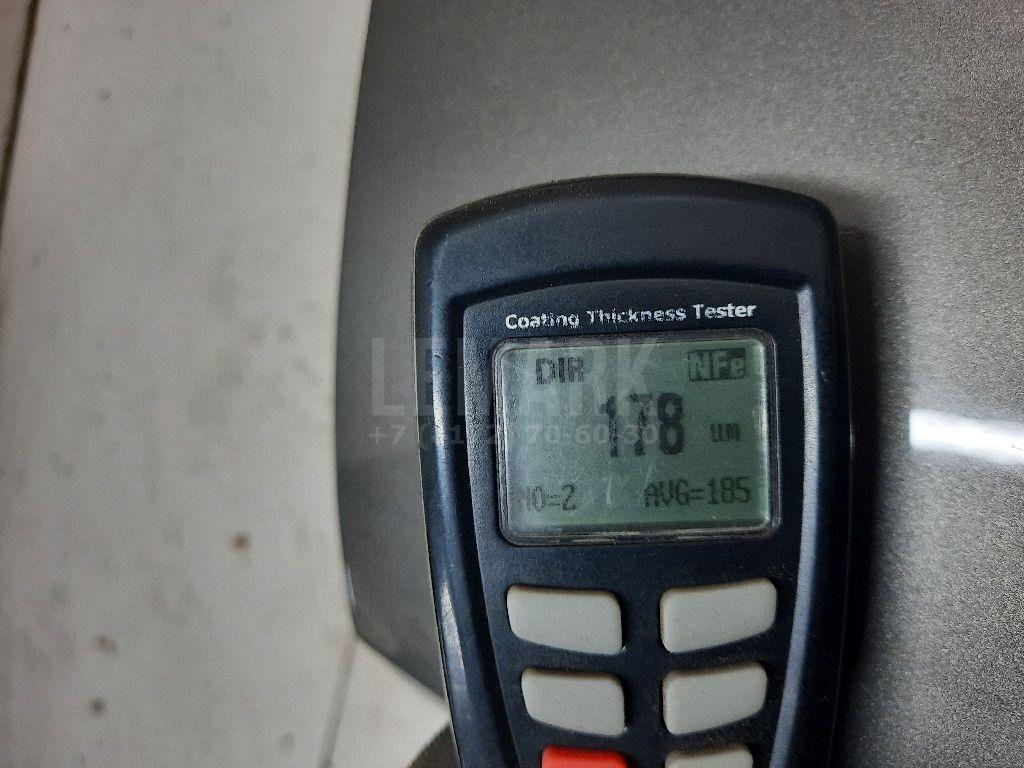 Coating Thickness Tester
DIR NFe
178 um
NO=2 AVG=185